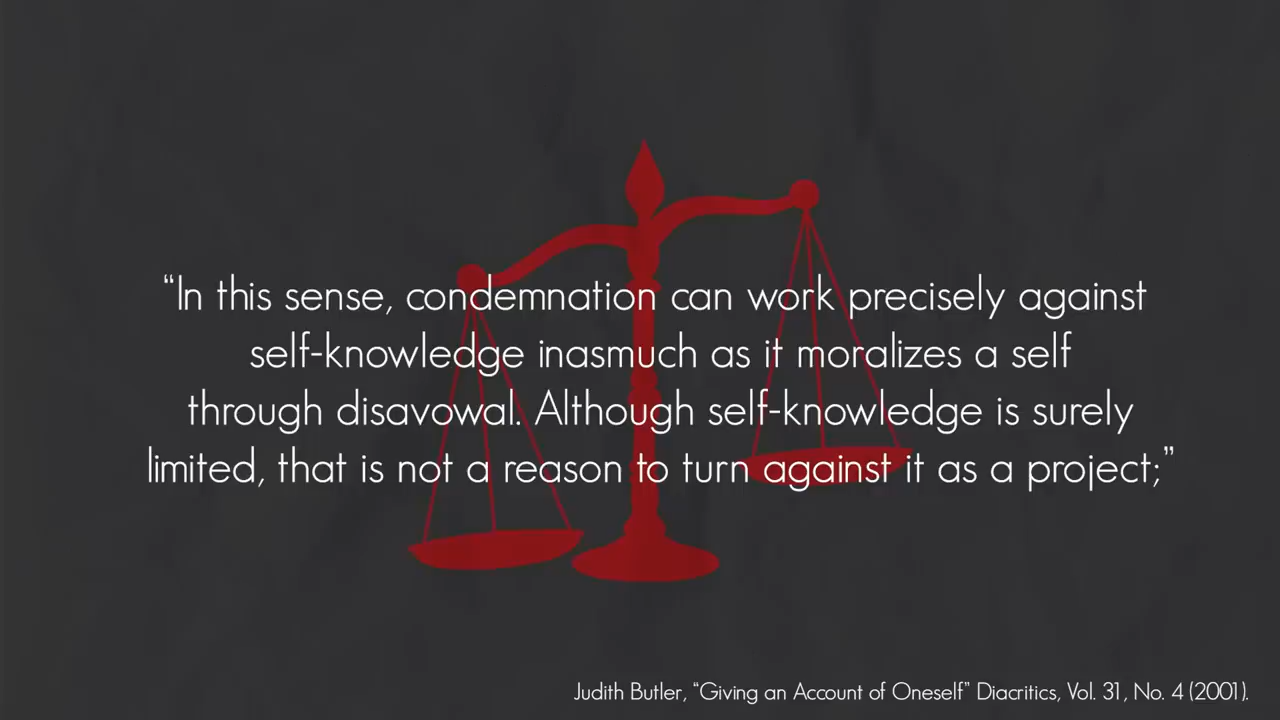 “In this sense, condemnation can work precisely against
self-knowledge inasmuch as it moralizes a self
through disavowal. Although self-knowledge is surely
limited, that is not a reason to turn against it as a project;”
Judith Butler, “Giving an Account of Oneself” Diacritics, Vol. 31, No. 4 (2001).